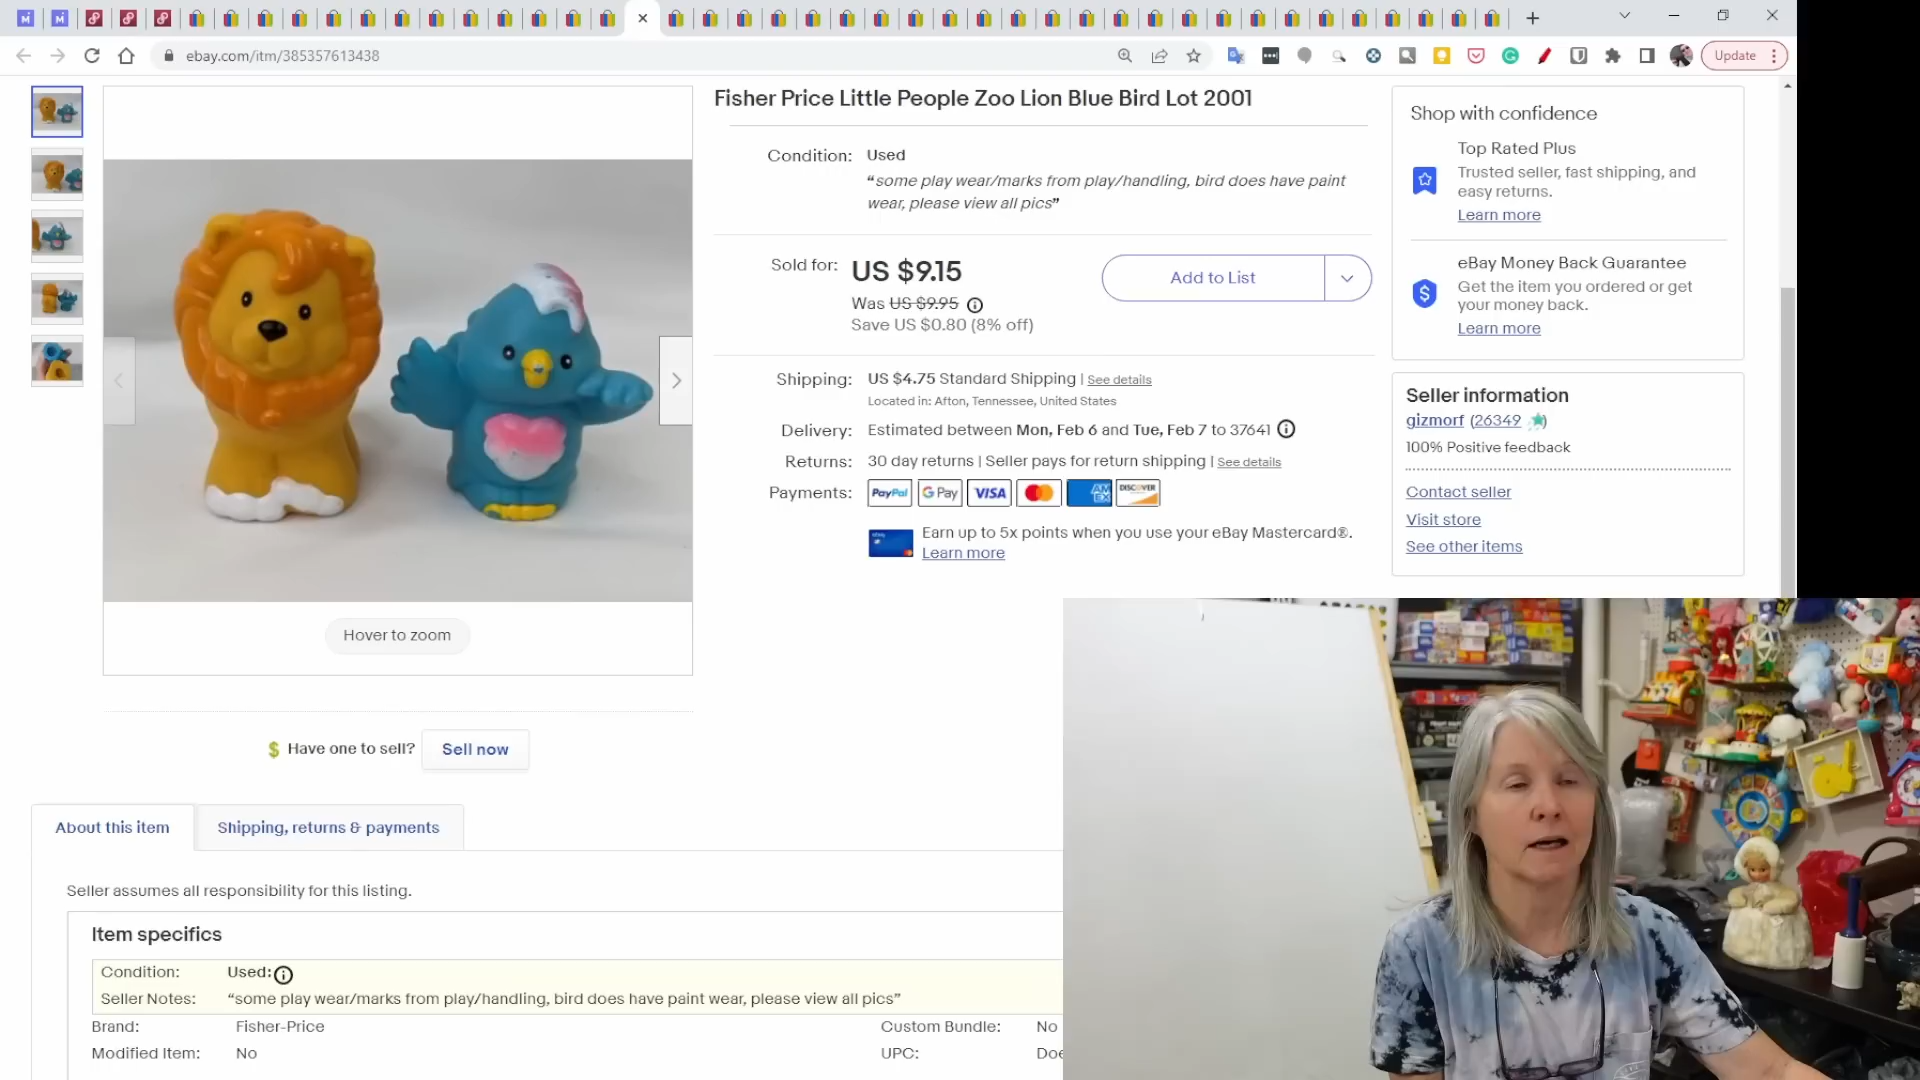 ebay.com/itm/385357613438
Update
Fisher Price Little People Zoo Lion Blue Bird Lot 2001
Condition: Used
“some play wear/marks from play/handling, bird does have paint
wear, please view all pics”
Sold for: US $9.15
Was US $9.95
Save US $0.80 (8% off)
Add to List
Shipping: US $4.75 Standard Shipping | See details
Located in: Afton, Tennessee, United States
Delivery: Estimated between Mon, Feb 6 and Tue, Feb 7 to 37641
Returns: 30 day returns | Seller pays for return shipping | See details
Payments: PayPal G Pay VISA DISCOVER
Earn up to 5x points when you use your eBay Mastercard®.
Learn more
Shop with confidence
Top Rated Plus
Trusted seller, fast shipping, and
easy returns.
Learn more
eBay Money Back Guarantee
Get the item you ordered or get
your money back.
Learn more
Seller information
gizmorf (26349)
100% Positive feedback
Contact seller
Visit store
See other items
Hover to zoom
Have one to sell? Sell now
About this item
Shipping, returns & payments
Seller assumes all responsibility for this listing.
Item specifics
Condition: Used:
Seller Notes: “some play wear/marks from play/handling, bird does have paint wear, please view all pics”
Brand: Fisher-Price Custom Bundle: No
Modified Item: No UPC: Doe